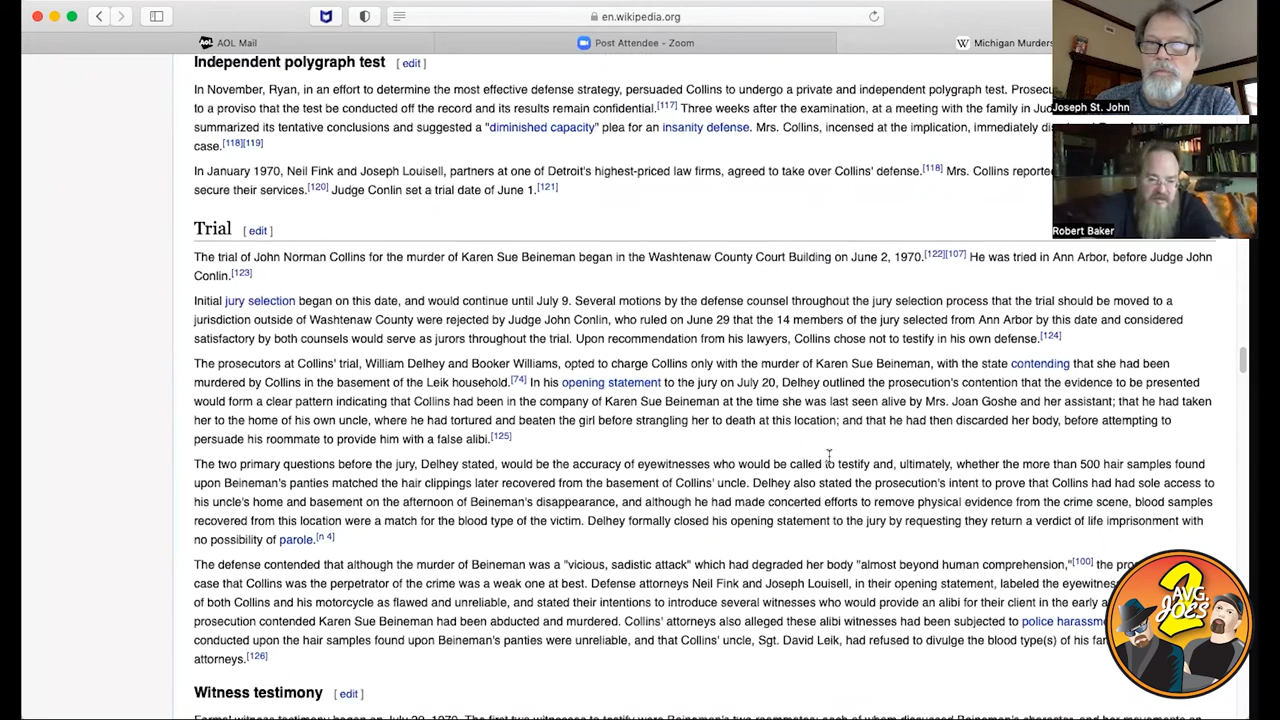 en.wikipedia.org
AOL Mail
Post Attendee - Zoom
W Michigan Murders
Independent polygraph test [ edit ]
In November, Ryan, in an effort to determine the most effective defense strategy, persuaded Collins to undergo a private and independent polygraph test. Prosec
to a proviso that the test be conducted off the record and its results remain confidential.[117] Three weeks after the examination, at a meeting with the family in Jud
summarized its tentative conclusions and suggested a "diminished capacity" plea for an insanity defense. Mrs. Collins, incensed at the implication, immediately
case.[118][119]
In January 1970, Neil Fink and Joseph Louisell, partners at one of Detroit's highest-priced law firms, agreed to take over Collins' defense.[118] Mrs. Collins reported
secure their services.[120] Judge Conlin set a trial date of June 1.[121]
Trial [ edit ]
The trial of John Norman Collins for the murder of Karen Sue Beineman began in the Washtenaw County Court Building on June 2, 1970.[122][107] He was tried in Ann Arbor, before Judge John
Conlin.[123]
Initial jury selection began on this date, and would continue until July 9. Several motions by the defense counsel throughout the jury selection process that the trial should be moved to a
jurisdiction outside of Washtenaw County were rejected by Judge John Conlin, who ruled on June 29 that the 14 members of the jury selected from Ann Arbor by this date and considered
satisfactory by both counsels would serve as jurors throughout the trial. Upon recommendation from his lawyers, Collins chose not to testify in his own defense.[124]
The prosecutors at Collins' trial, William Delhey and Booker Williams, opted to charge Collins only with the murder of Karen Sue Beineman, with the state contending that she had been
murdered by Collins in the basement of the Leik household.[74] In his opening statement to the jury on July 20, Delhey outlined the prosecution's contention that the evidence to be presented
would form a clear pattern indicating that Collins had been in the company of Karen Sue Beineman at the time she was last seen alive by Mrs. Joan Goshe and her assistant; that he had taken
her to the home of his own uncle, where he had tortured and beaten the girl before strangling her to death at this location; and that he had then discarded her body, before attempting to
persuade his roommate to provide him with a false alibi.[125]
The two primary questions before the jury, Delhey stated, would be the accuracy of eyewitnesses who would be called to testify and, ultimately, whether the more than 500 hair samples found
upon Beineman's panties matched the hair clippings later recovered from the basement of Collins' uncle. Delhey also stated the prosecution's intent to prove that Collins had had sole access to
his uncle's home and basement on the afternoon of Beineman's disappearance, and although he had made concerted efforts to remove physical evidence from the crime scene, blood samples
recovered from this location were a match for the blood type of the victim. Delhey formally closed his opening statement to the jury by requesting they return a verdict of life imprisonment with
no possibility of parole.[n 4]
The defense contended that although the murder of Beineman was a "vicious, sadistic attack" which had degraded her body "almost beyond human comprehension,"[100] the pro
case that Collins was the perpetrator of the crime was a weak one at best. Defense attorneys Neil Fink and Joseph Louisell, in their opening statement, labeled the eyewitn
of both Collins and his motorcycle as flawed and unreliable, and stated their intentions to introduce several witnesses who would provide an alibi for their client in the early a
prosecution contended Karen Sue Beineman had been abducted and murdered. Collins' attorneys also alleged these alibi witnesses had been subjected to police harassme
conducted upon the hair samples found upon Beineman's panties were unreliable, and that Collins' uncle, Sgt. David Leik, had refused to divulge the blood type(s) of his fa
attorneys.[126]
Witness testimony [ edit ]
Joseph St. John
Robert Baker
2
AVG.
JOES